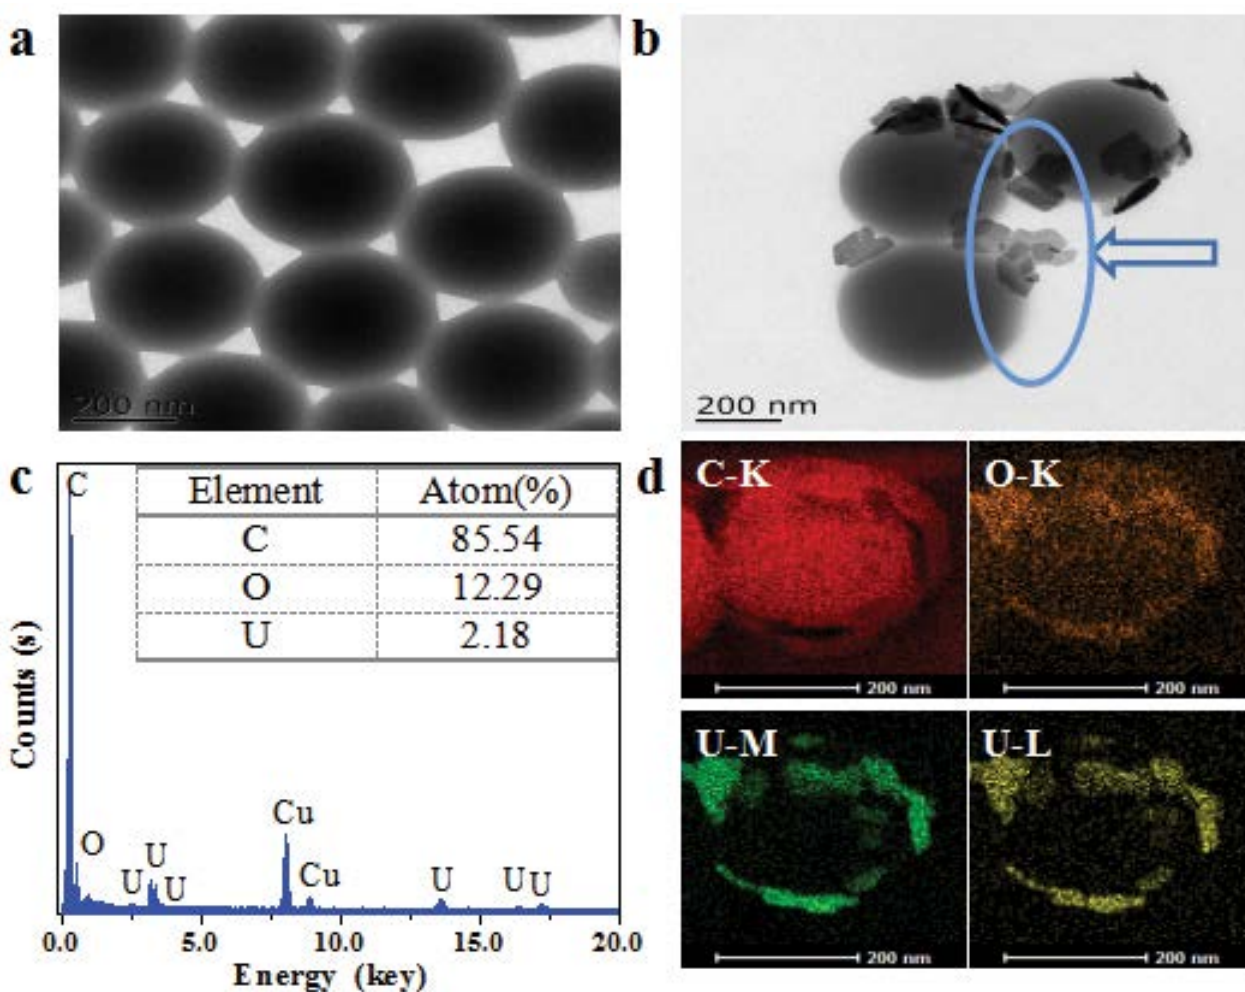 a
b
200 nm
200 nm
c
C
Element Atom(%)
C 85.54
O 12.29
U 2.18
Counts (s)
O
U
U
U
Cu
Cu
U
U
U
0.0 5.0 10.0 15.0 20.0
Energy (key)
d
C-K
O-K
200 nm
200 nm
U-M
U-L
200 nm
200 nm